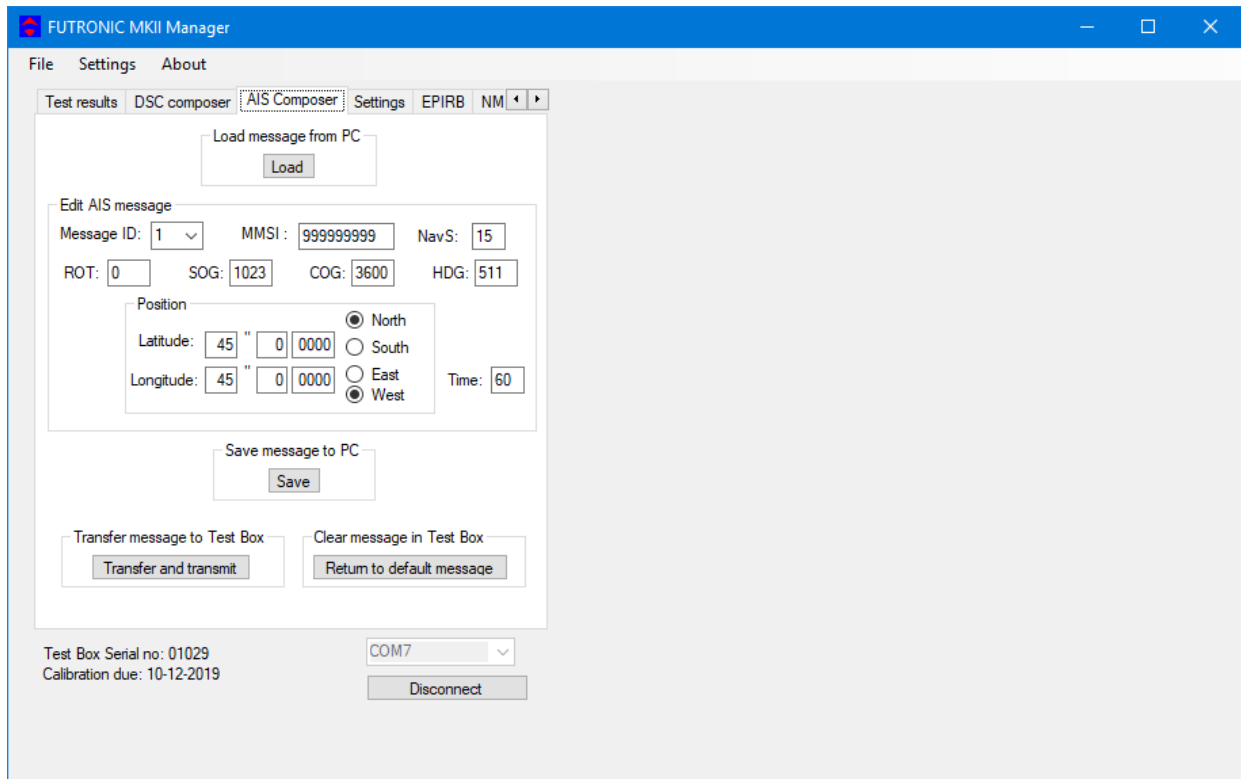 FUTRONIC MKII Manager
File Settings About
Test results DSC composer AIS Composer Settings EPIRB NM
Load message from PC
Load
Edit AIS message
Message ID: 1 MMSI : 999999999 NavS: 15
ROT: 0 SOG: 1023 COG: 3600 HDG: 511
Position
North
Latitude: 45 " 0 0000
South
East
Longitude: 45 " 0 0000 Time: 60
West
Save message to PC
Save
Transfer message to Test Box Clear message in Test Box
Transfer and transmit Return to default message
Test Box Serial no: 01029 COM7
Calibration due: 10-12-2019
Disconnect